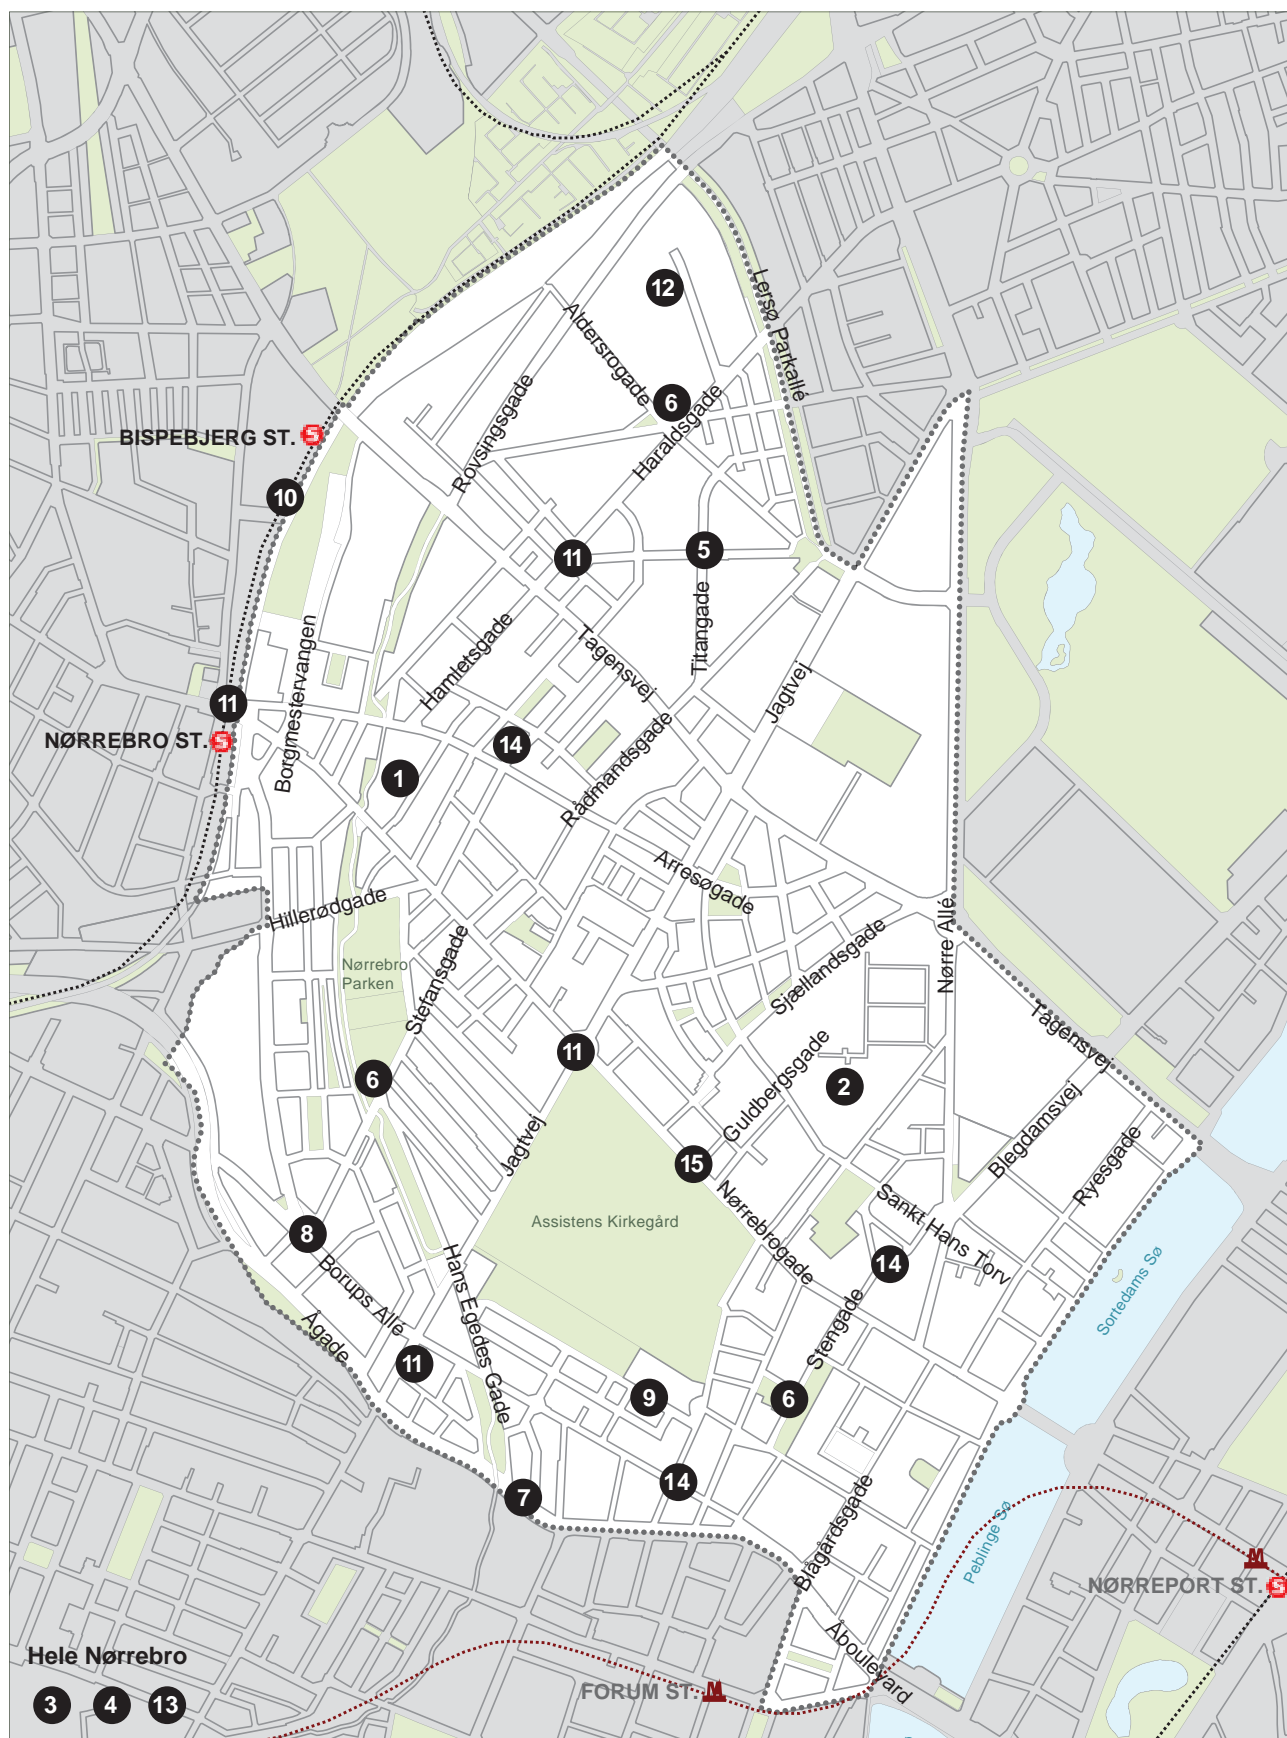 12
Lersø Parkallé
Aldersrogade
6
Haraldsgade
Rovsingsgade
BISPEBJERG ST.
S
10
11
5
Titangade
Hamletsgade
Tagensvej
Borgmestervangen
Jagtvej
11
NØRREBRO ST.
S
14
1
Rådmandsgade
Arresøgade
Hillerødgade
Nørre Allé
Sjællandsgade
Stefansgade
Nørrebro
Parken
Tagensvej
11
6
Guldbergsgade
2
Blegdamsvej
Jagtvej
15
Ryesgade
Nørrebrogade
Sankt Hans Torv
Assistens Kirkegård
8
14
Borups Allé
Hans Egedes Gade
Sortedams Sø
Ågade
Stengade
11
9
6
14
7
Blågårdsgade
Peblinge Sø
M
NØRREPORT ST.
S
Åboulevard
Hele Nørrebro
3 4 13
FORUM ST.
M